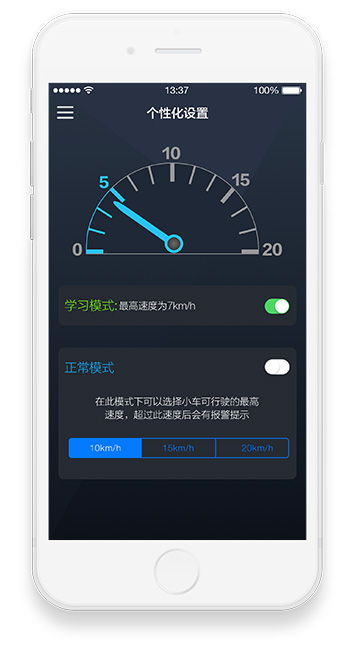 13:37
100%
个性化设置
10
5
15
0
20
学习模式:最高速度为7km/h
正常模式
在此模式下可以选择小车可行驶的最高
速度，超过此速度后会有报警提示
10km/h 15km/h 20km/h